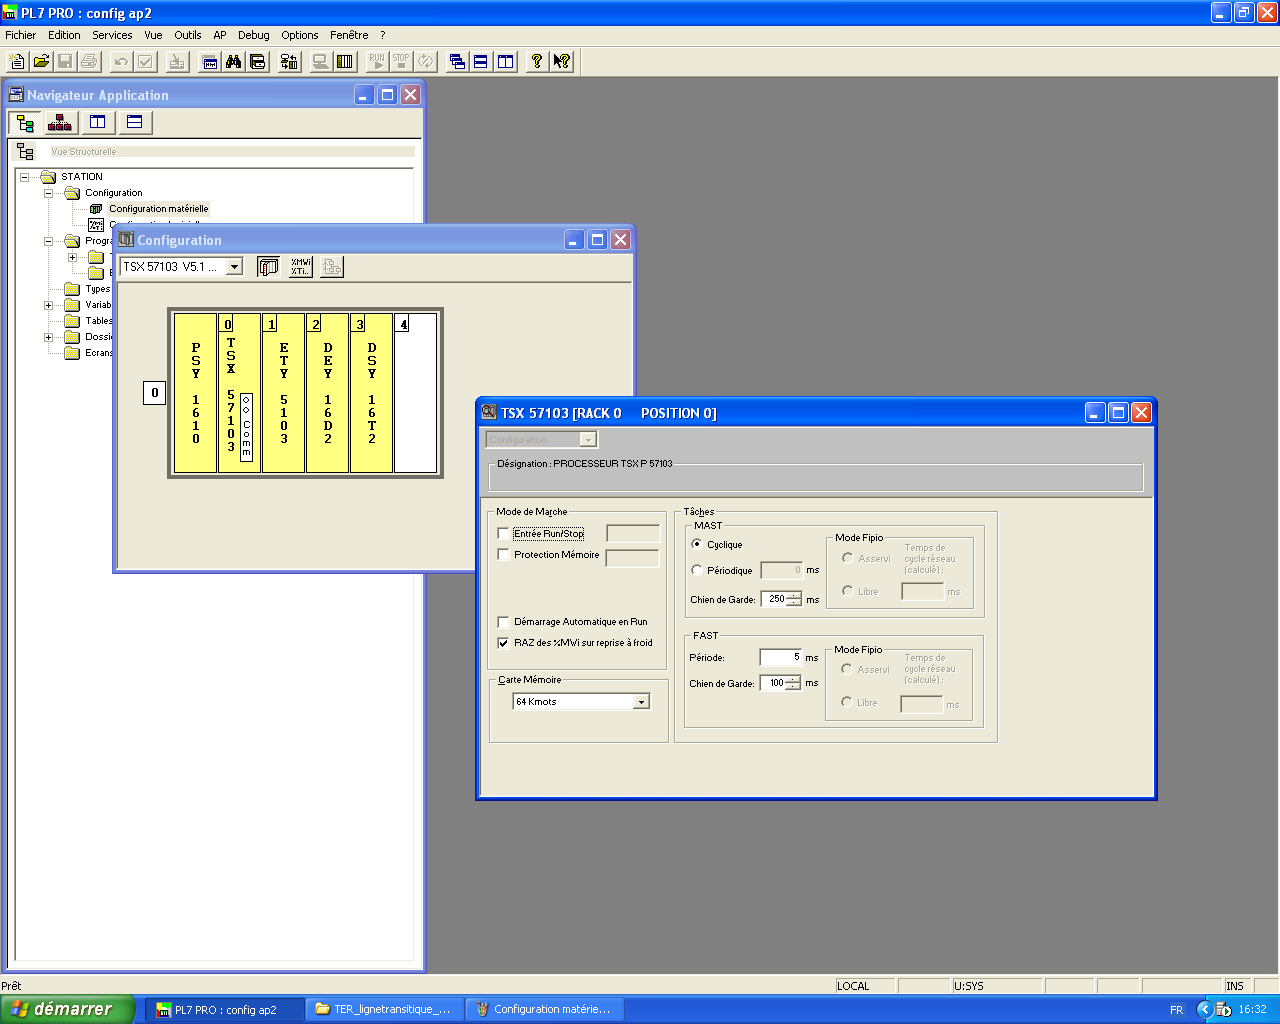 PL7 PRO : config ap2
Fichier Edition Services Vue Outils AP Debug Options Fenêtre ?
RUN STOP
Navigateur Application
Vue Structurelle
STATION
Configuration
Configuration matérielle
Progra
Types
Variab
Tables
Dossie
Ecrans
Configuration
TSX 57103 V5.1 ...
%MWi
%Ti..
0
PSY 1610
0 TSX 57103
Comm
1 ETY 5103
2 DEY 16D2
3 DSY 16T2
4
TSX 57103 [RACK 0 POSITION 0]
Configuration
Désignation : PROCESSEUR TSX P 57103
Mode de Marche
Entrée Run/Stop
Protection Mémoire
Démarrage Automatique en Run
RAZ des %MWi sur reprise à froid
Carte Mémoire
64 Kmots
Tâches
MAST
Cyclique
Périodique 0 ms
Chien de Garde: 250 ms
Mode Fipio
Asservi
Libre
Temps de
cycle réseau
(calculé) :
ms
FAST
Période: 5 ms
Chien de Garde: 100 ms
Mode Fipio
Asservi
Libre
Temps de
cycle réseau
(calculé) :
ms
Prêt
LOCAL
U:SYS
INS
démarrer
PL7 PRO : config ap2
TER_lignetransitique_...
Configuration matérie...
FR
16:32